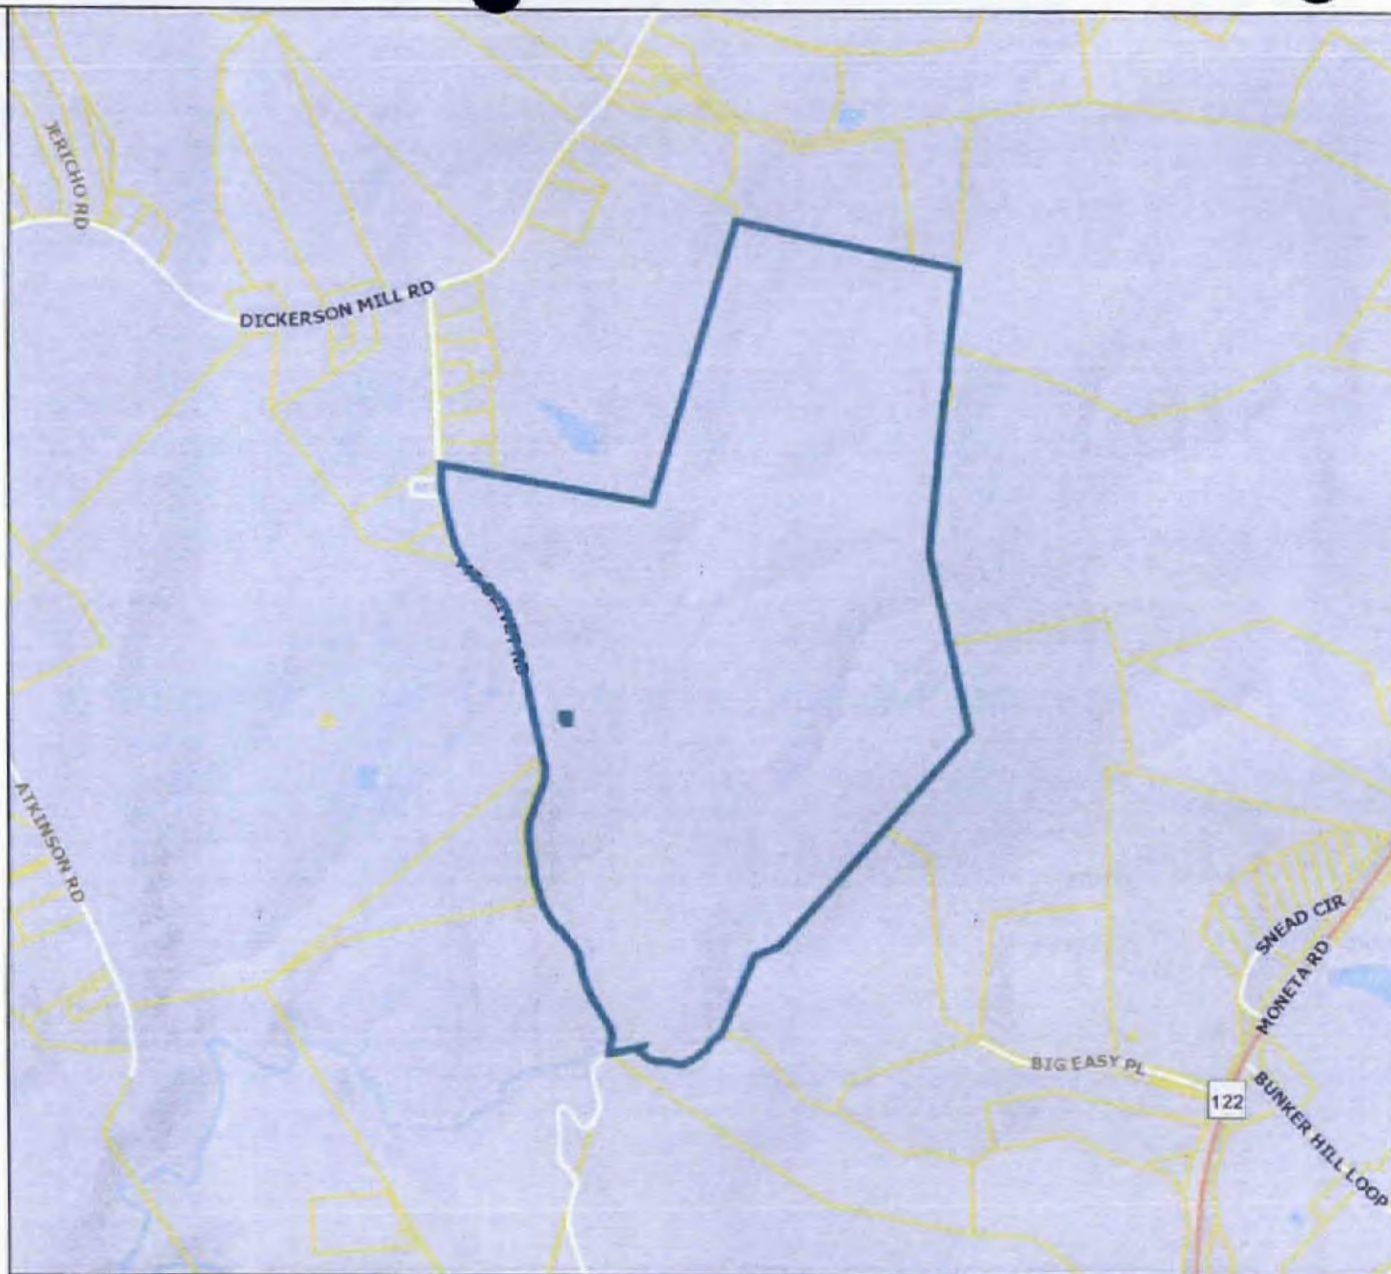 JERICHO RD
DICKERSON MILL RD
ATKINSON RD
SNEAD CIR
MONETA RD
BIG EASY PL
122
BUNKER HILL LOOP